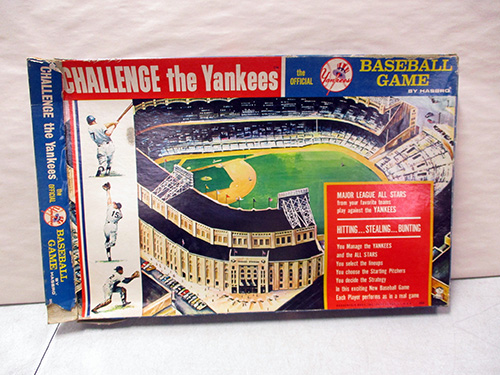 CHALLENGE the Yankees
the
OFFICIAL
Yankees
BASEBALL
GAME
BY HASBRO
MAJOR LEAGUE ALL STARS
from your favorite teams
play against the YANKEES
HITTING....STEALING....BUNTING
You Manage the YANKEES
and the ALL STARS
You select the lineups
You choose the Starting Pitchers
You decide the Strategy
In this exciting New Baseball Game
Each Player performs as in a real game
CHALLENGE the Yankees
the
OFFICIAL
BASEBALL
GAME